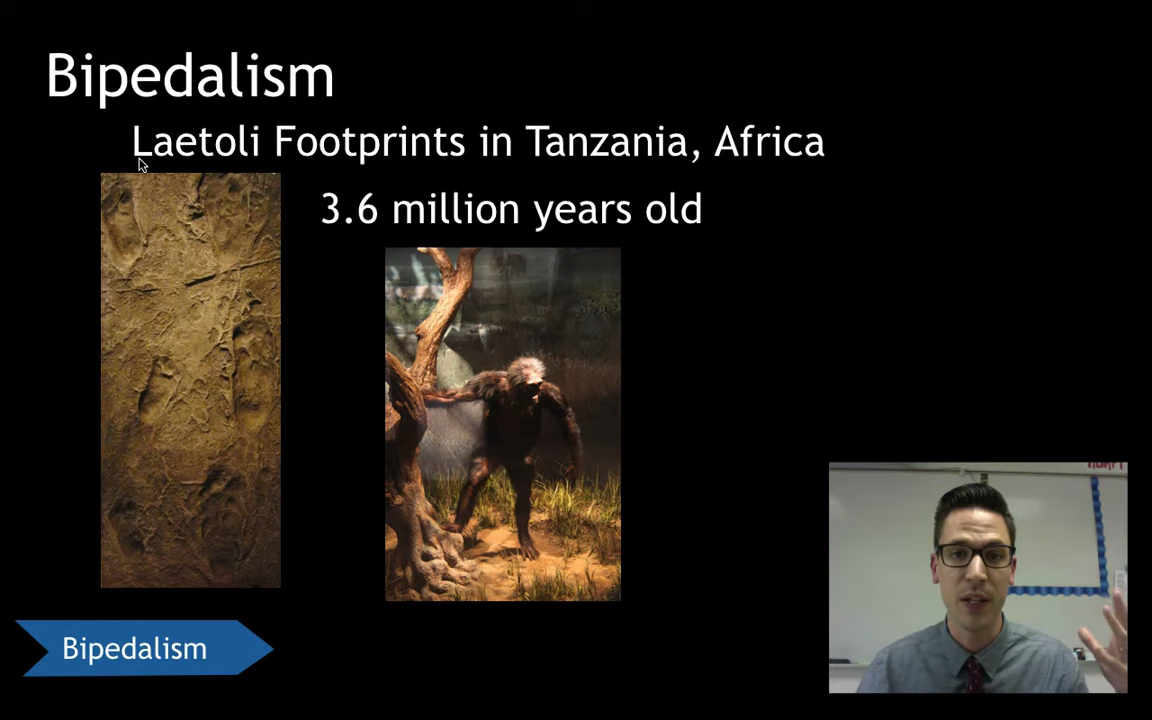 Bipedalism
Laetoli Footprints in Tanzania, Africa
3.6 million years old
Bipedalism